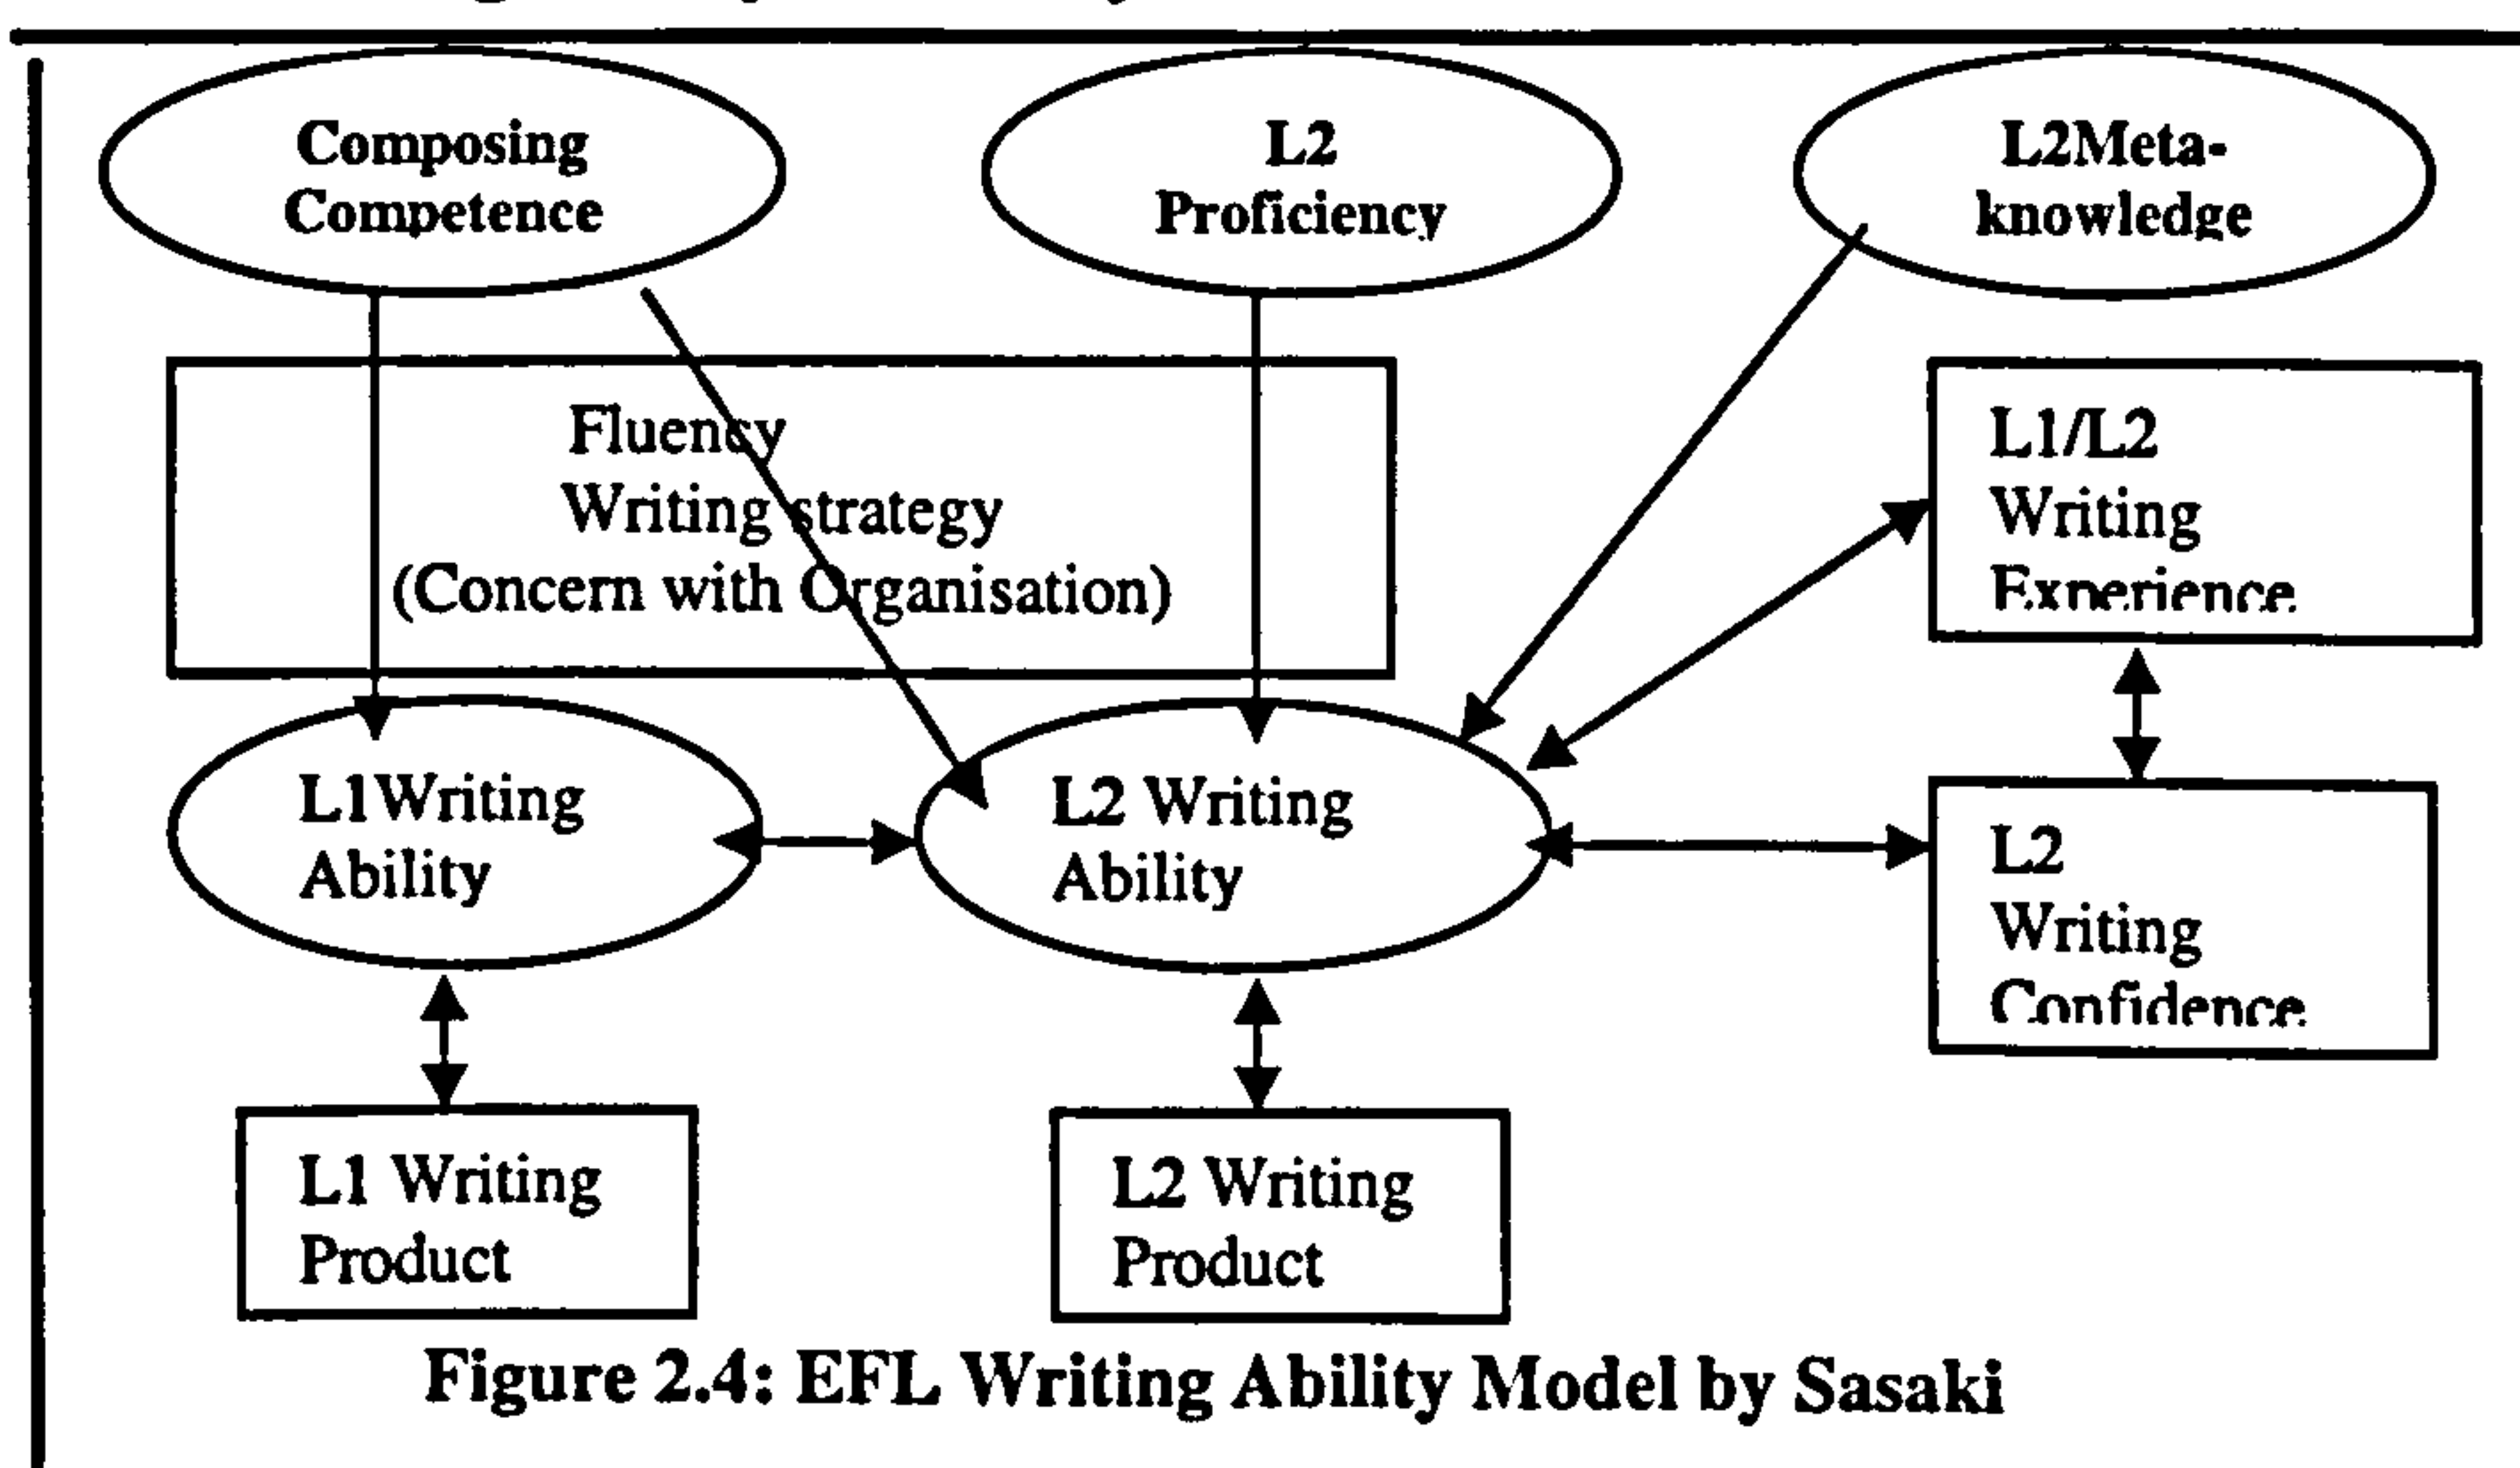 Composing
Competence
L2
Proficiency
L2Meta-
knowledge
Fluency
Writing strategy
(Concern with Organisation)
L1/L2
Writing
Experience
L1Writing
Ability
L2 Writing
Ability
L2
Writing
Confidence
L1 Writing
Product
L2 Writing
Product
Figure 2.4: EFL Writing Ability Model by Sasaki